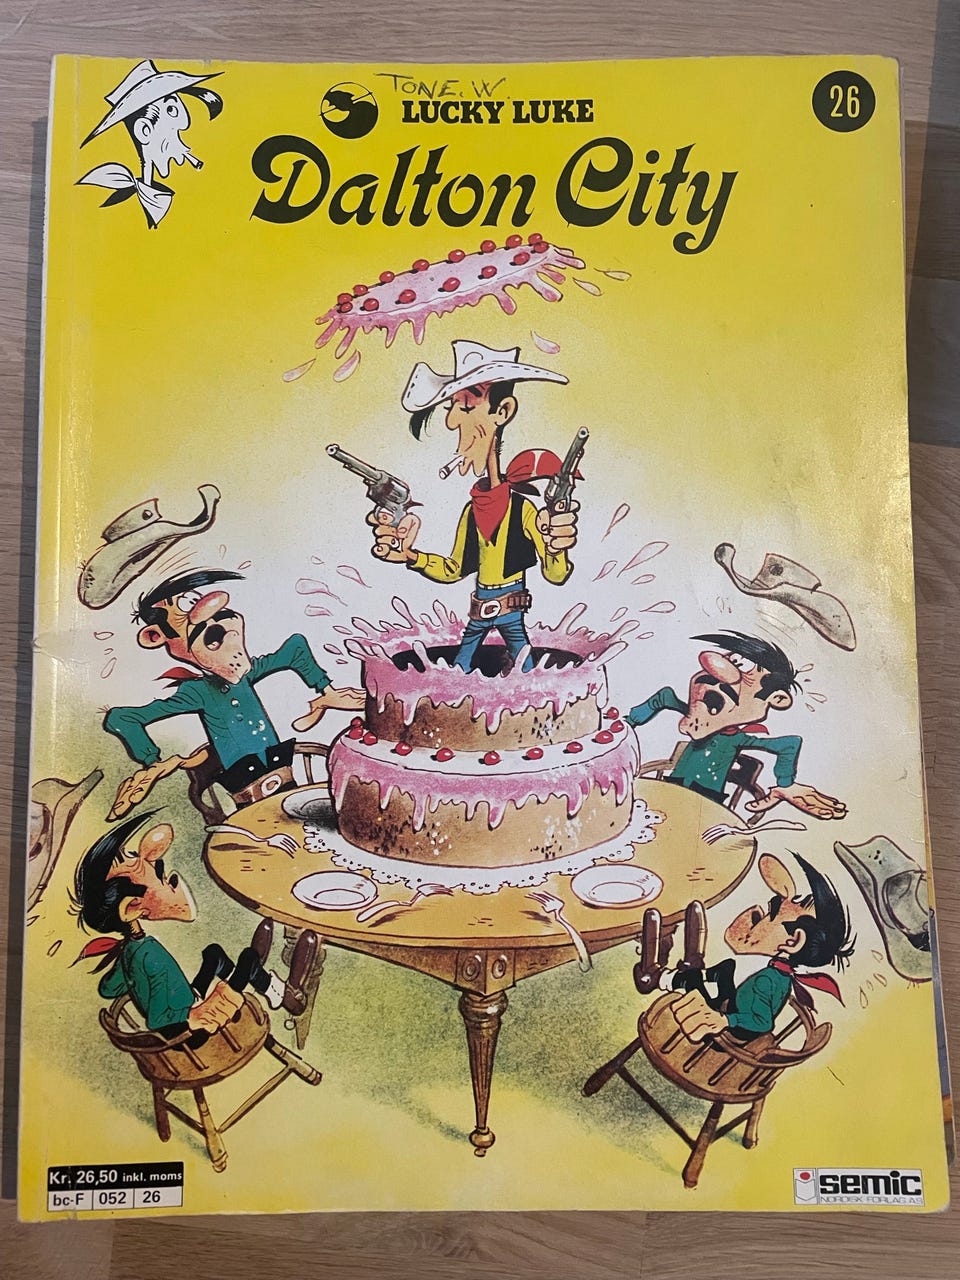 TONE. W.
LUCKY LUKE
26
Dalton City
Kr. 26,50 inkl. moms
bc-F 052 26
semic
NORDISK FORLAG AS